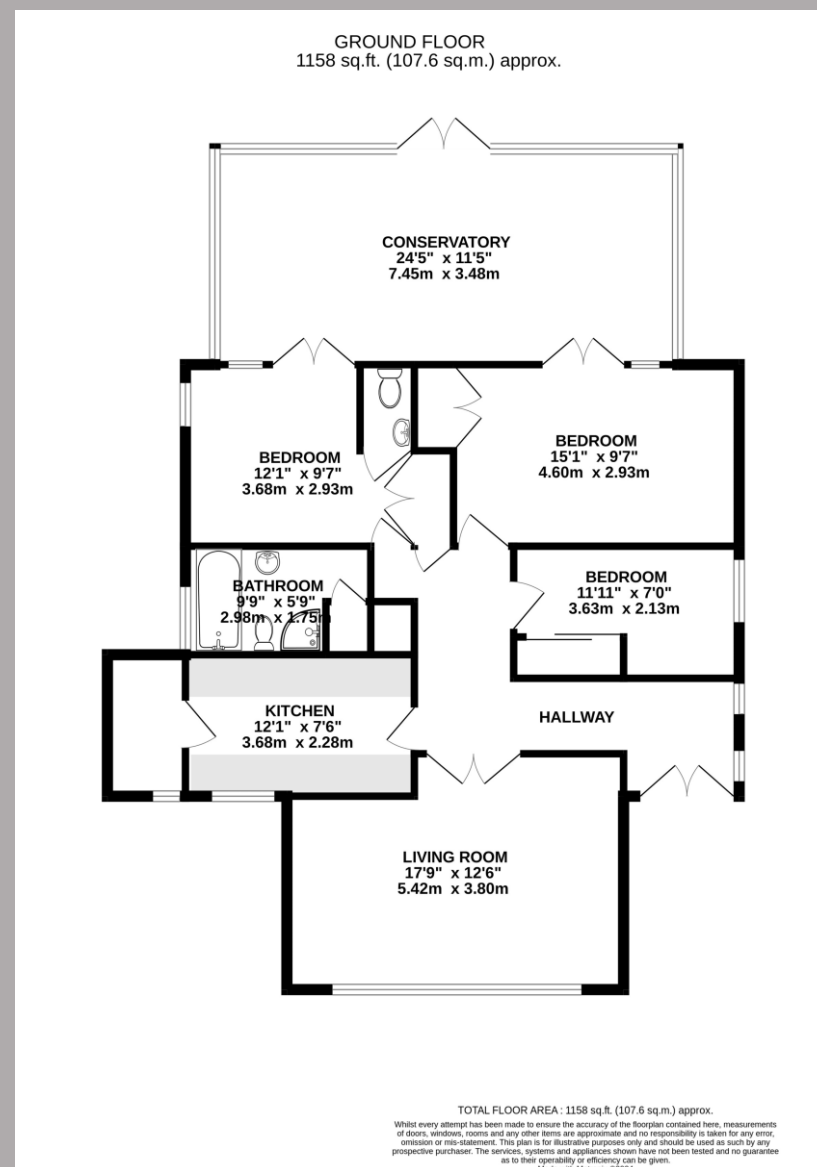 GROUND FLOOR
1158 sq.ft. (107.6 sq.m.) approx.
CONSERVATORY
24'5" x 11'5"
7.45m x 3.48m
BEDROOM
12'1" x 9'7"
3.68m x 2.93m
BEDROOM
15'1" x 9'7"
4.60m x 2.93m
BATHROOM
9'9" x 5'9"
2.98m x 1.75m
BEDROOM
11'11" x 7'0"
3.63m x 2.13m
KITCHEN
12'1" x 7'6"
3.68m x 2.28m
HALLWAY
LIVING ROOM
17'9" x 12'6"
5.42m x 3.80m
TOTAL FLOOR AREA : 1158 sq.ft. (107.6 sq.m.) approx.
Whilst every attempt has been made to ensure the accuracy of the floorplan contained here, measurements
of doors, windows, rooms and any other items are approximate and no responsibility is taken for any error,
omission or mis-statement. This plan is for illustrative purposes only and should be used as such by any
prospective purchaser. The services, systems and appliances shown have not been tested and no guarantee
as to their operability or efficiency can be given.